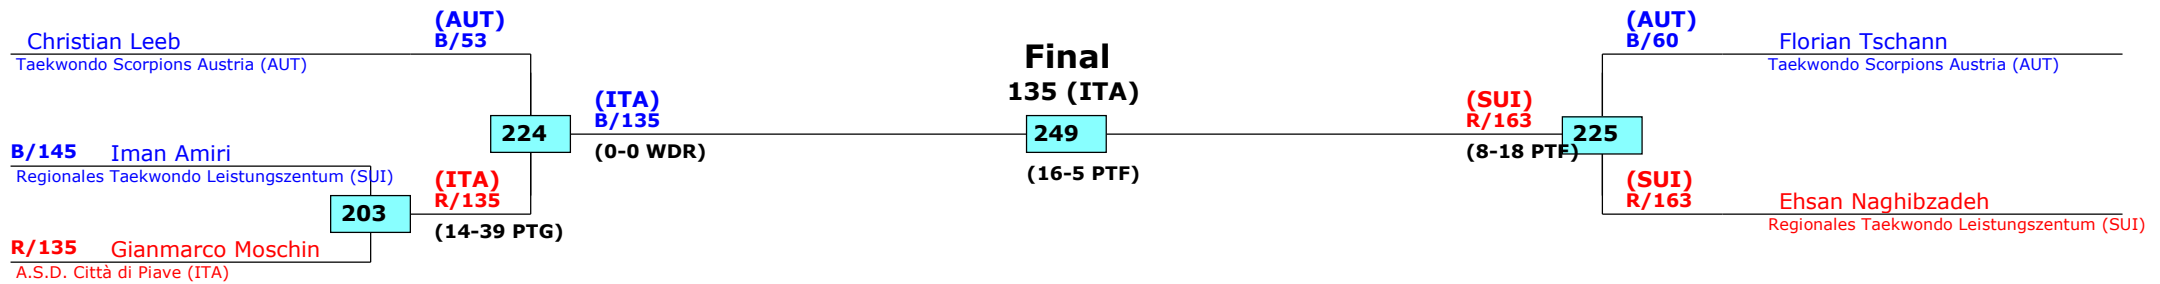 (AUT)
B/53
Christian Leeb
Taekwondo Scorpions Austria (AUT)
B/145 Iman Amiri
Regionales Taekwondo Leistungszentum (SUI)
203
R/135 Gianmarco Moschin
A.S.D. Città di Piave (ITA)
(ITA)
R/135
(14-39 PTG)
224
(ITA)
B/135
(0-0 WDR)
Final
135 (ITA)
249
(16-5 PTF)
(SUI)
R/163
(8-18 PTF)
225
(AUT)
B/60
Florian Tschann
Taekwondo Scorpions Austria (AUT)
(SUI)
R/163
Ehsan Naghibzadeh
Regionales Taekwondo Leistungszentum (SUI)